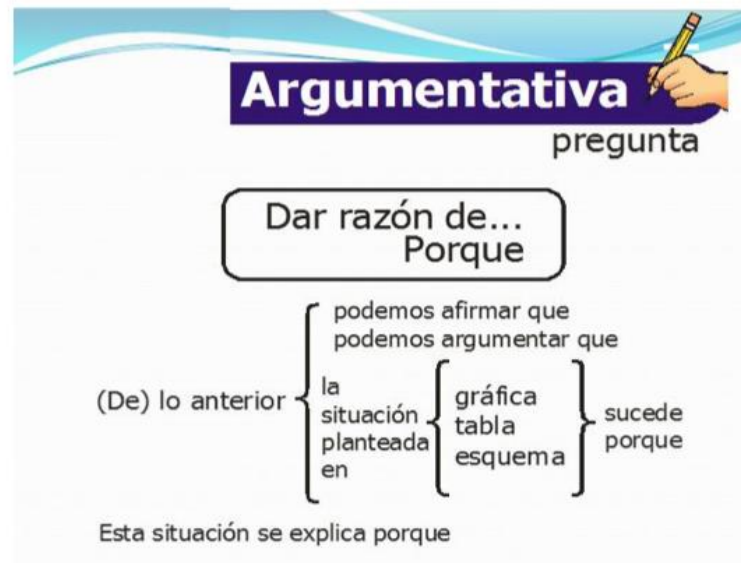 Argumentativa
pregunta
Dar razón de...
Porque
(De) lo anterior
podemos afirmar que
podemos argumentar que
la
situación
planteada
en
gráfica
tabla
esquema
sucede
porque
Esta situación se explica porque